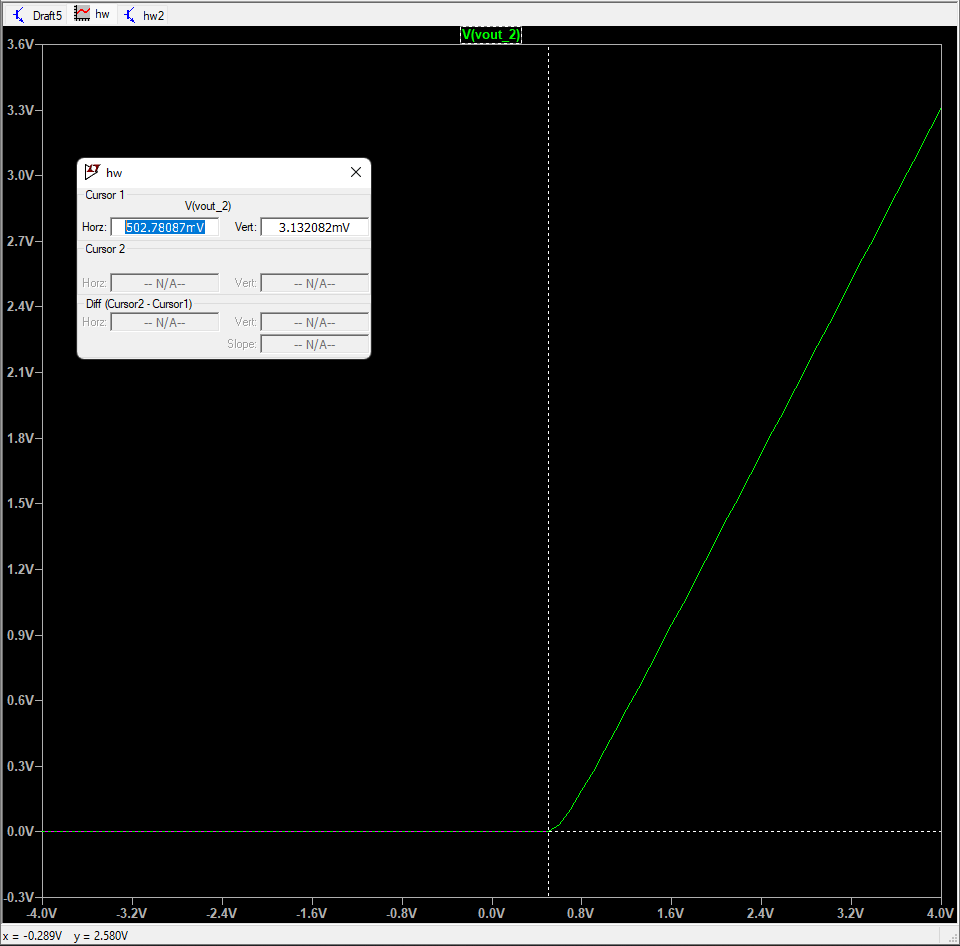 Draft5 hw hw2
V(vout_2)
3.6V
3.3V
3.0V
2.7V
2.4V
2.1V
1.8V
1.5V
1.2V
0.9V
0.6V
0.3V
0.0V
-0.3V
hw
Cursor 1
V(vout_2)
Horz: 502.78087mV Vert: 3.132082mV
Cursor 2
Horz: -- N/A-- Vert: -- N/A--
Diff (Cursor2 - Cursor1)
Horz: -- N/A-- Vert: -- N/A--
Slope: -- N/A--
-4.0V -3.2V -2.4V -1.6V -0.8V 0.0V 0.8V 1.6V 2.4V 3.2V 4.0V
x = -0.289V y = 2.580V